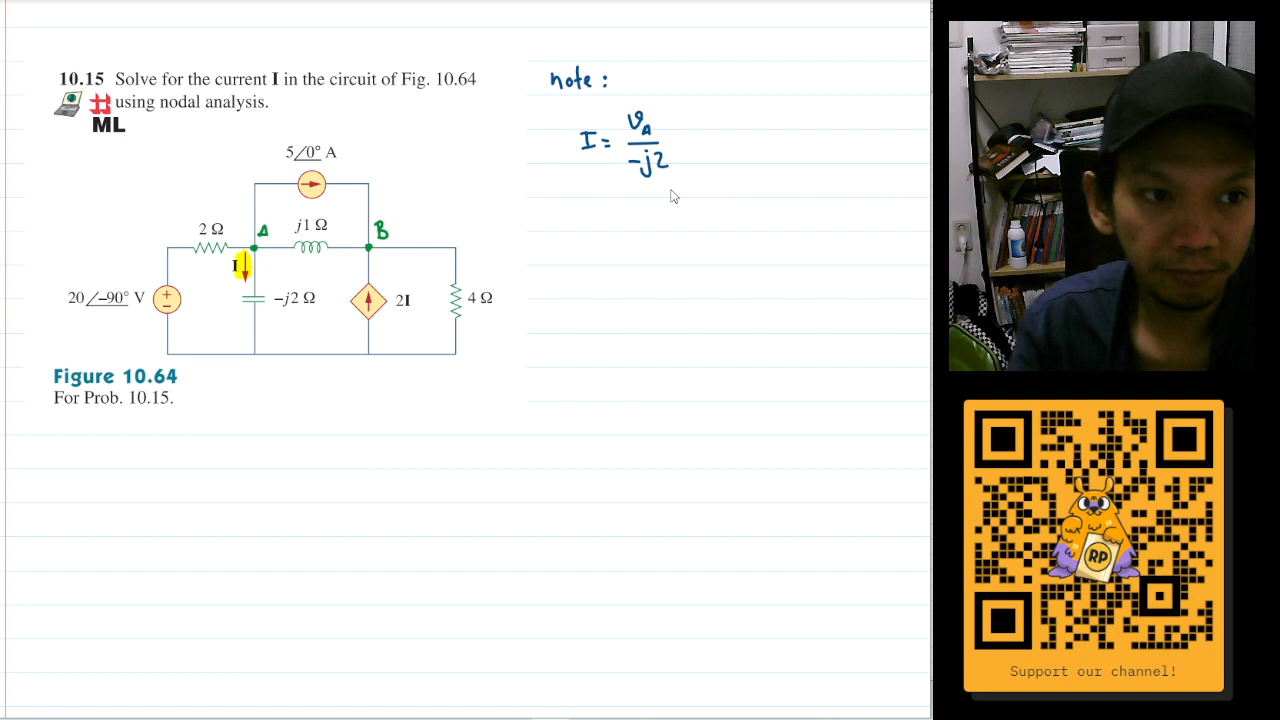 10.15 Solve for the current I in the circuit of Fig. 10.64
using nodal analysis.
ML
5∠0° A
2 Ω
A
j1 Ω
B
I
20∠−90° V
−j2 Ω
2I
4 Ω
Figure 10.64
For Prob. 10.15.
note :
I = v_A / -j2
RP
Support our channel!